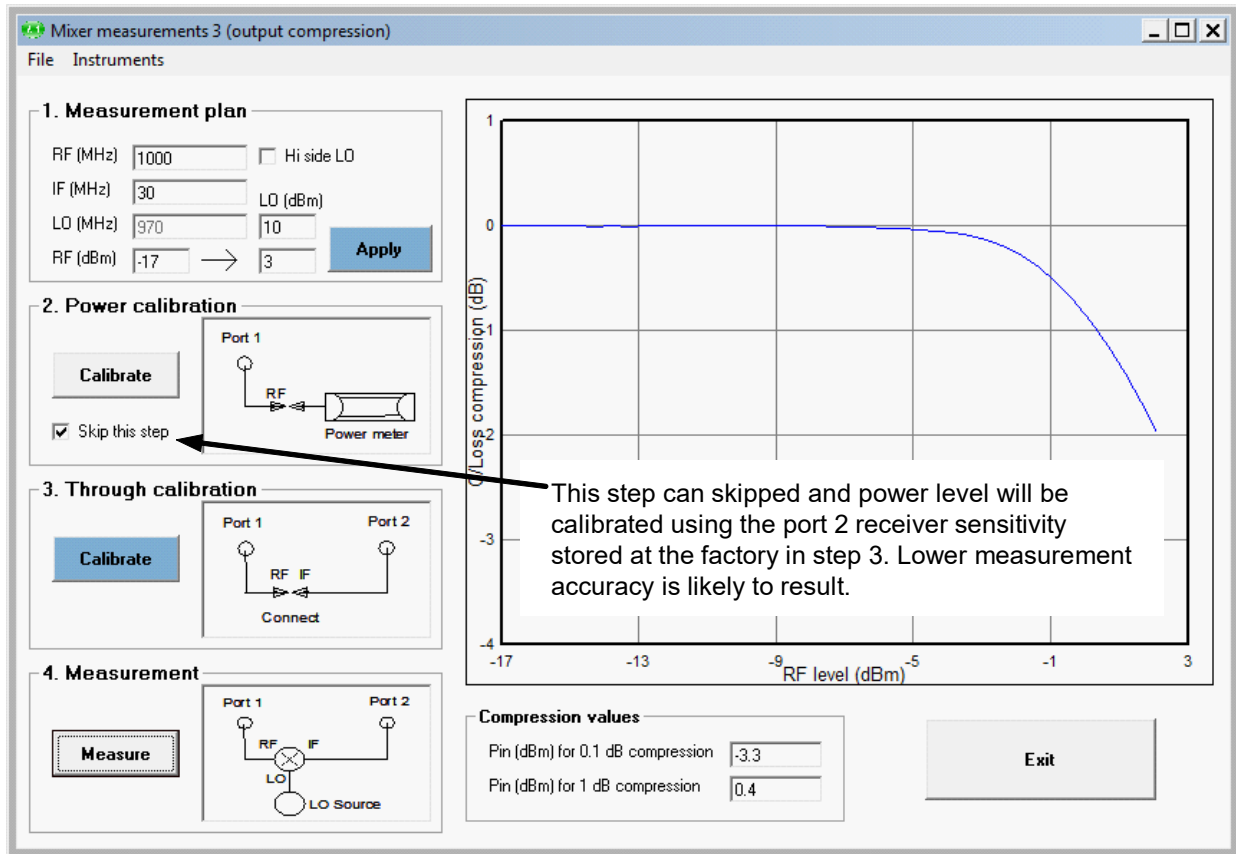 Mixer measurements 3 (output compression)
File Instruments
1. Measurement plan
RF (MHz) 1000 Hi side LO
IF (MHz) 30
LO (dBm)
LO (MHz) 970 10
RF (dBm) -17 3
Apply
2. Power calibration
Calibrate
Skip this step
Port 1
RF
Power meter
3. Through calibration
Calibrate
Port 1 Port 2
RF IF
Connect
4. Measurement
Measure
Port 1 Port 2
RF IF
LO
LO Source
1
0
-1
-2
-3
-4
/Loss compression (dB)
-17 -13 -9 -5 -1 3
RF level (dBm)
This step can skipped and power level will be
calibrated using the port 2 receiver sensitivity
stored at the factory in step 3. Lower measurement
accuracy is likely to result.
Compression values
Pin (dBm) for 0.1 dB compression -3.3
Pin (dBm) for 1 dB compression 0.4
Exit